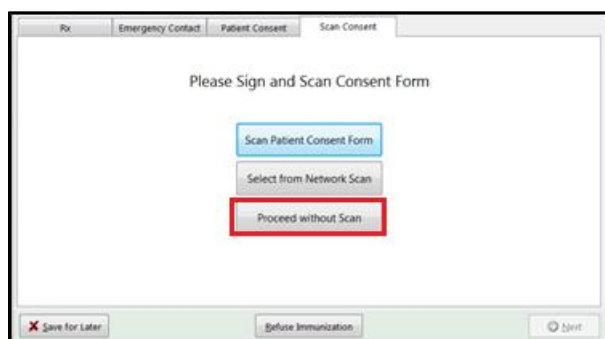 Rx Emergency Contact Patient Consent Scan Consent
Please Sign and Scan Consent Form
Scan Patient Consent Form
Select from Network Scan
Proceed without Scan
Save for Later Refuse Immunization Next